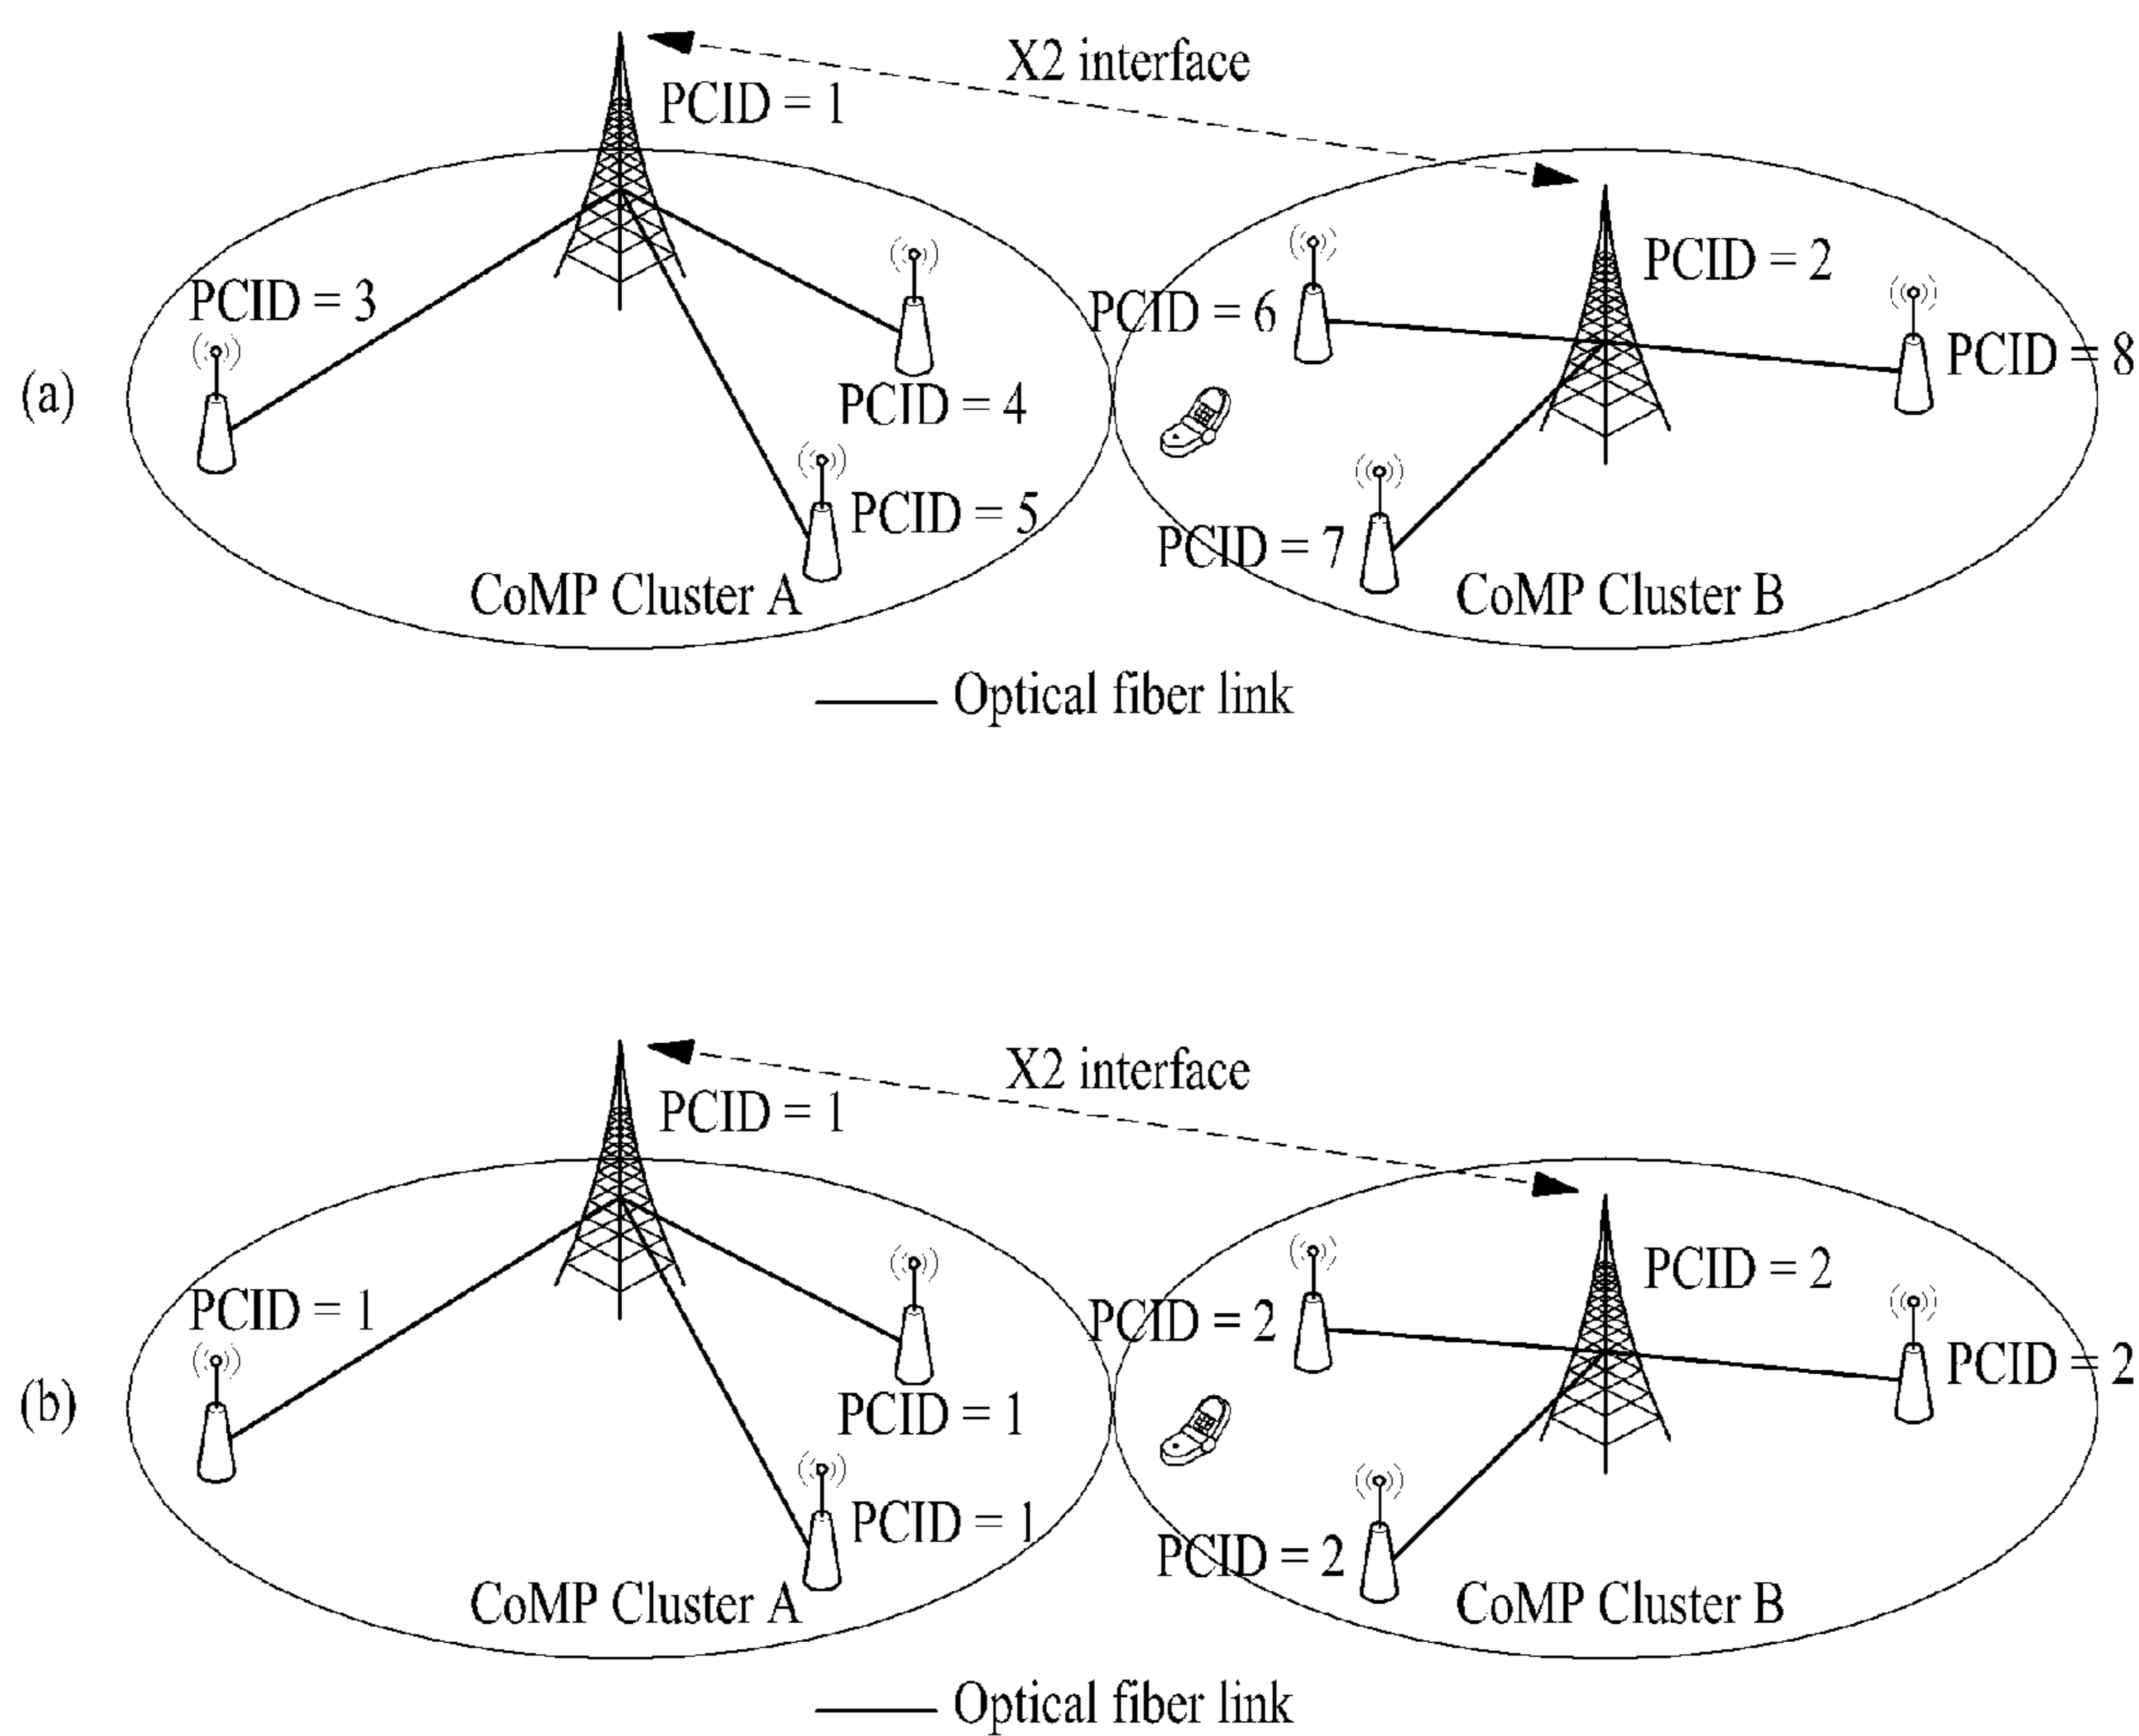 X2 interface
PCID = 1
PCID = 2
PCID = 3
PCID = 6
PCID = 8
(a)
PCID = 4
PCID = 5
PCID = 7
CoMP Cluster A
CoMP Cluster B
Optical fiber link
X2 interface
PCID = 1
PCID = 2
PCID = 1
PCID = 2
PCID = 2
(b)
PCID = 1
PCID = 1
PCID = 2
CoMP Cluster A
CoMP Cluster B
Optical fiber link